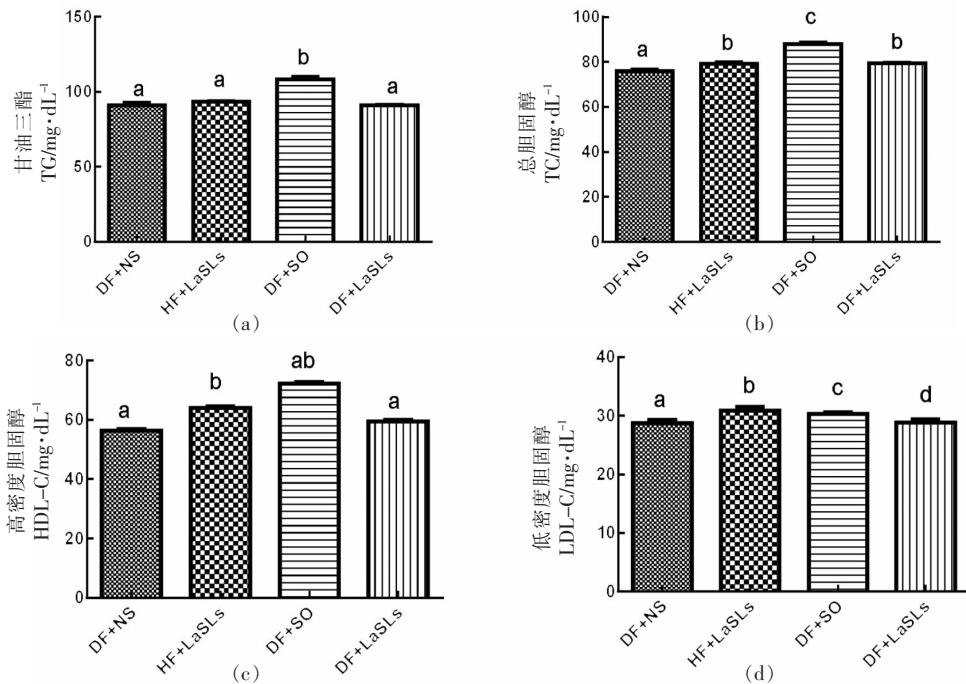 150
100
50
0
甘油三酯
TG/mg·dL⁻¹
a
a
b
a
DF+NS
HF+LaSLs
DF+SO
DF+LaSLs
(a)
100
80
60
40
20
0
总胆固醇
TC/mg·dL⁻¹
a
b
c
b
DF+NS
HF+LaSLs
DF+SO
DF+LaSLs
(b)
80
60
40
20
0
高密度胆固醇
HDL-C/mg·dL⁻¹
a
b
ab
a
DF+NS
HF+LaSLs
DF+SO
DF+LaSLs
(c)
40
30
20
10
0
低密度胆固醇
LDL-C/mg·dL⁻¹
a
b
c
d
DF+NS
HF+LaSLs
DF+SO
DF+LaSLs
(d)